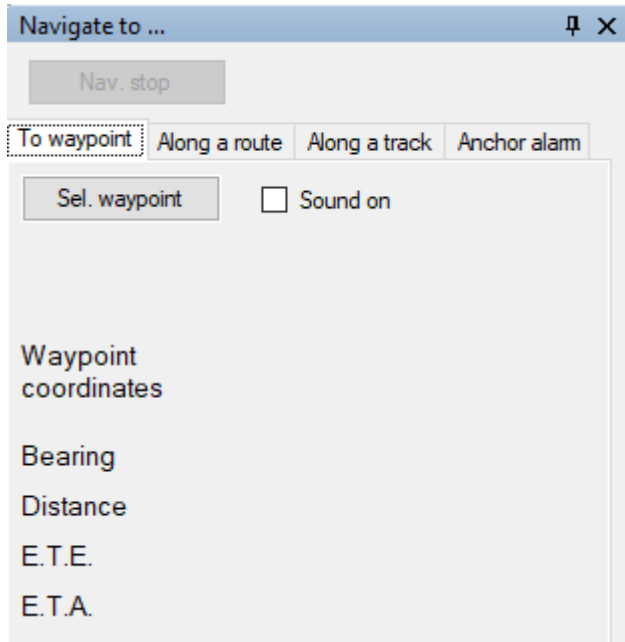 Navigate to ...
Nav. stop
To waypoint Along a route Along a track Anchor alarm
Sel. waypoint Sound on
Waypoint
coordinates
Bearing
Distance
E.T.E.
E.T.A.